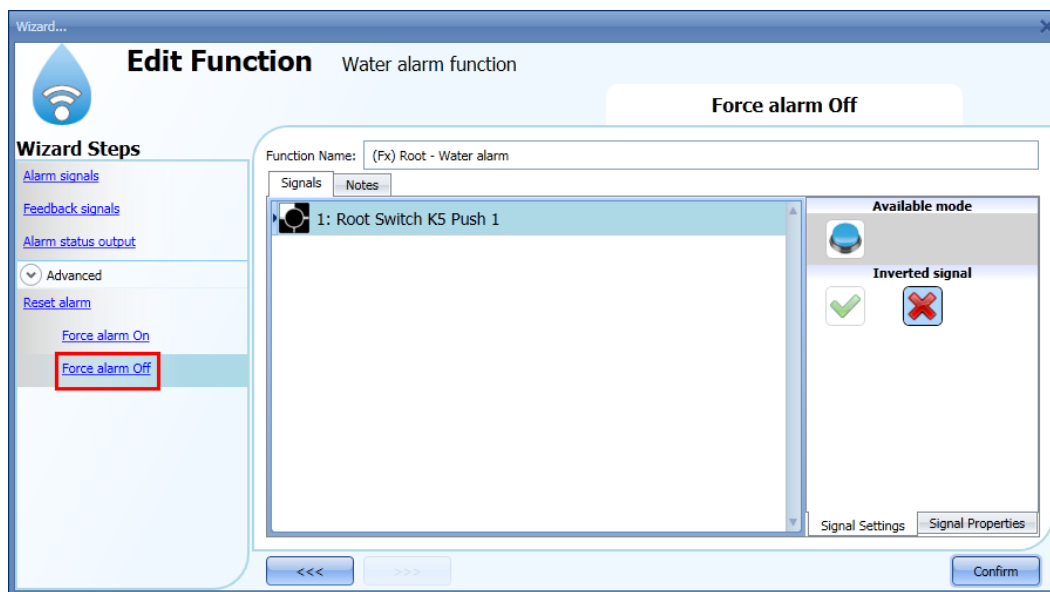 Wizard...
Edit Function Water alarm function
Force alarm Off
Wizard Steps
Alarm signals
Feedback signals
Alarm status output
Advanced
Reset alarm
Force alarm On
Force alarm Off
Function Name: (Fx) Root - Water alarm
Signals Notes
1: Root Switch K5 Push 1
Available mode
Inverted signal
Signal Settings Signal Properties
<<< >>> Confirm